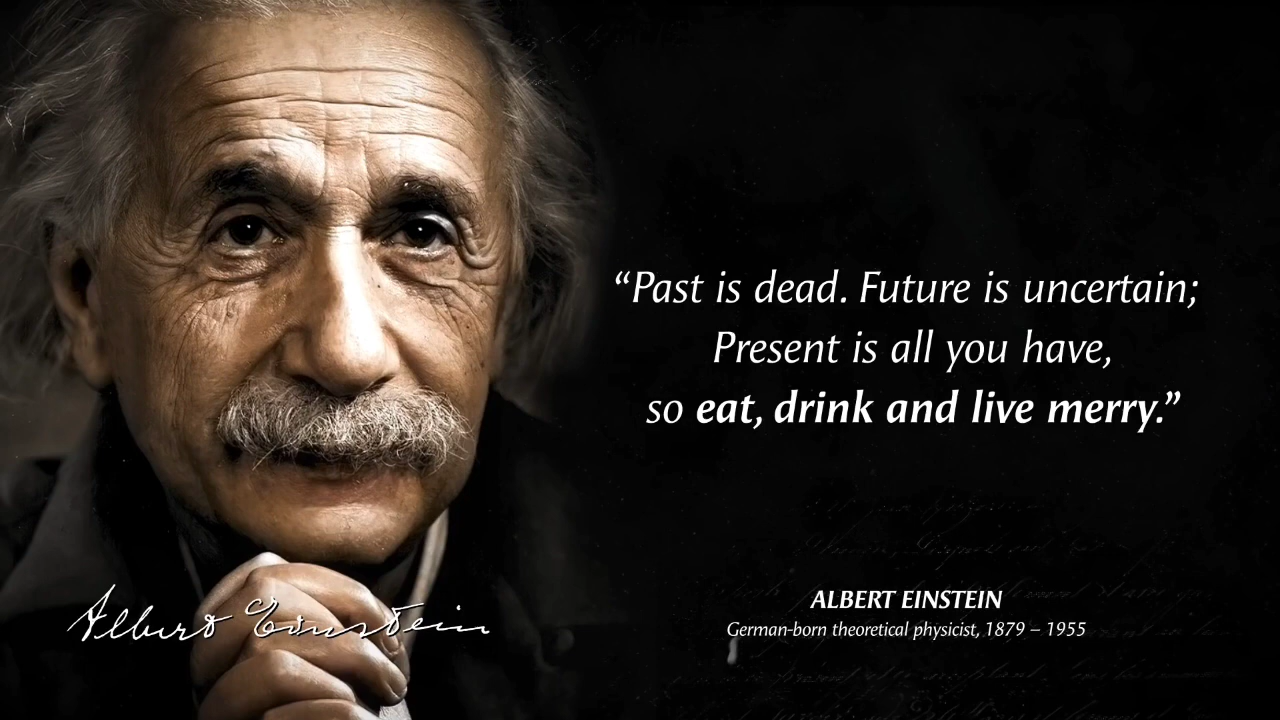 “Past is dead. Future is uncertain;
Present is all you have,
so eat, drink and live merry.”
Albert Einstein
ALBERT EINSTEIN
German-born theoretical physicist, 1879 – 1955